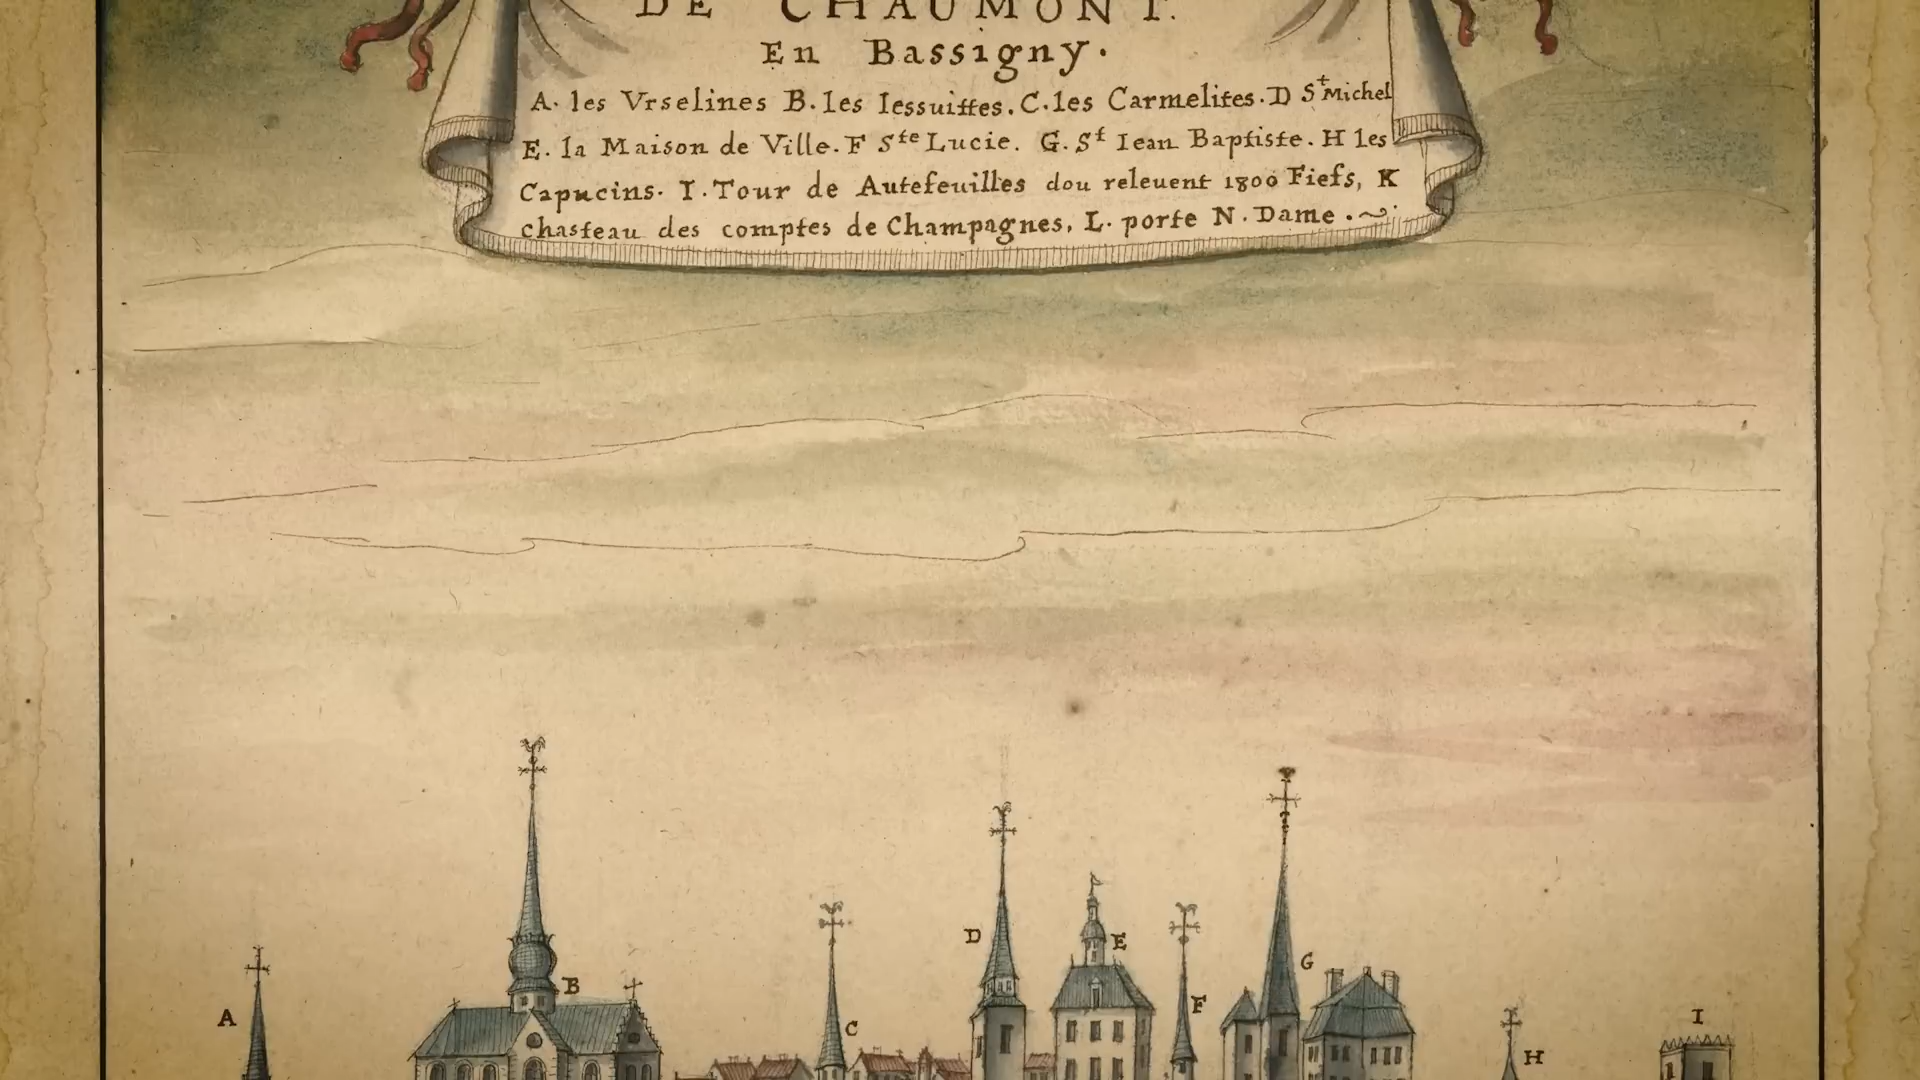 DE CHAUMONT.
En Bassigny.
A. les Vrselines B. les Iessuittes. C. les Carmelites. D St Michel
E. la Maison de Ville. F Ste Lucie. G. St Iean Baptiste. H les
Capucins. I. Tour de Autefeuilles dou releuent 1800 Fiefs, K
chasteau des comptes de Champagnes, L. porte N. Dame.
D
E
B
G
F
A
C
I
H